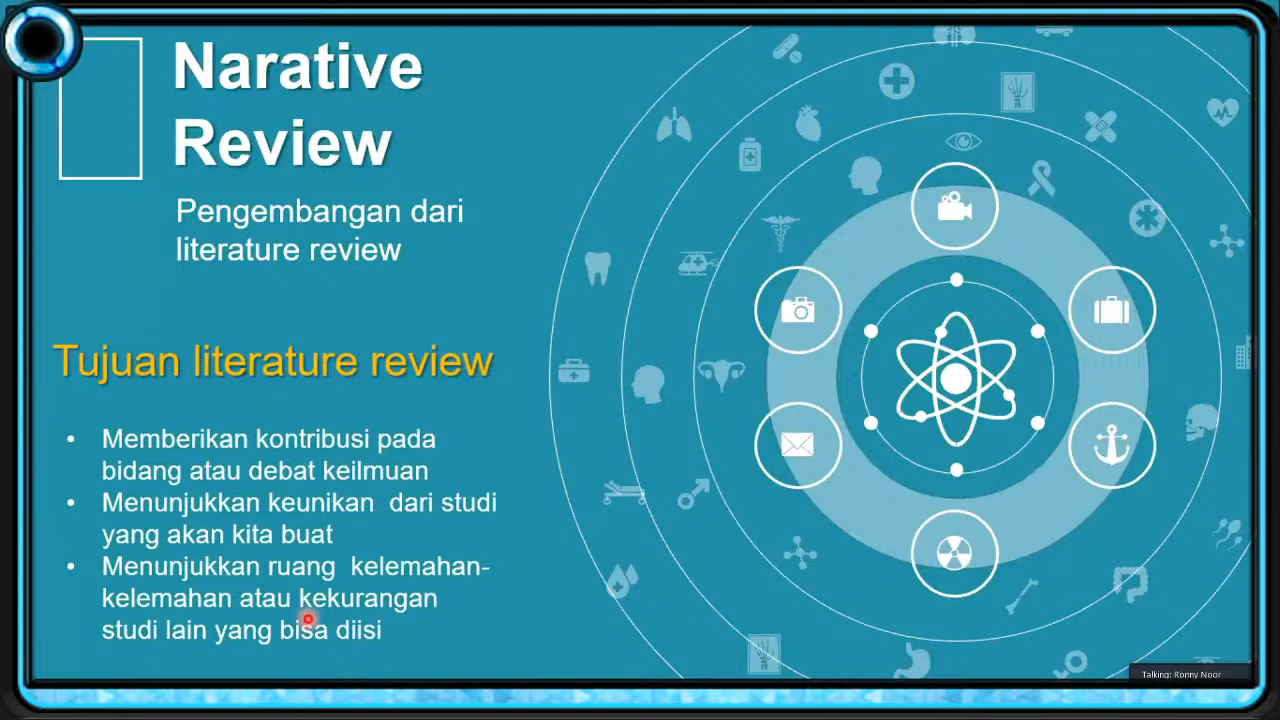 Narative
Review
Pengembangan dari
literature review
Tujuan literature review
• Memberikan kontribusi pada
bidang atau debat keilmuan
• Menunjukkan keunikan dari studi
yang akan kita buat
• Menunjukkan ruang kelemahan-
kelemahan atau kekurangan
studi lain yang bisa diisi
Talking: Ronny Noor